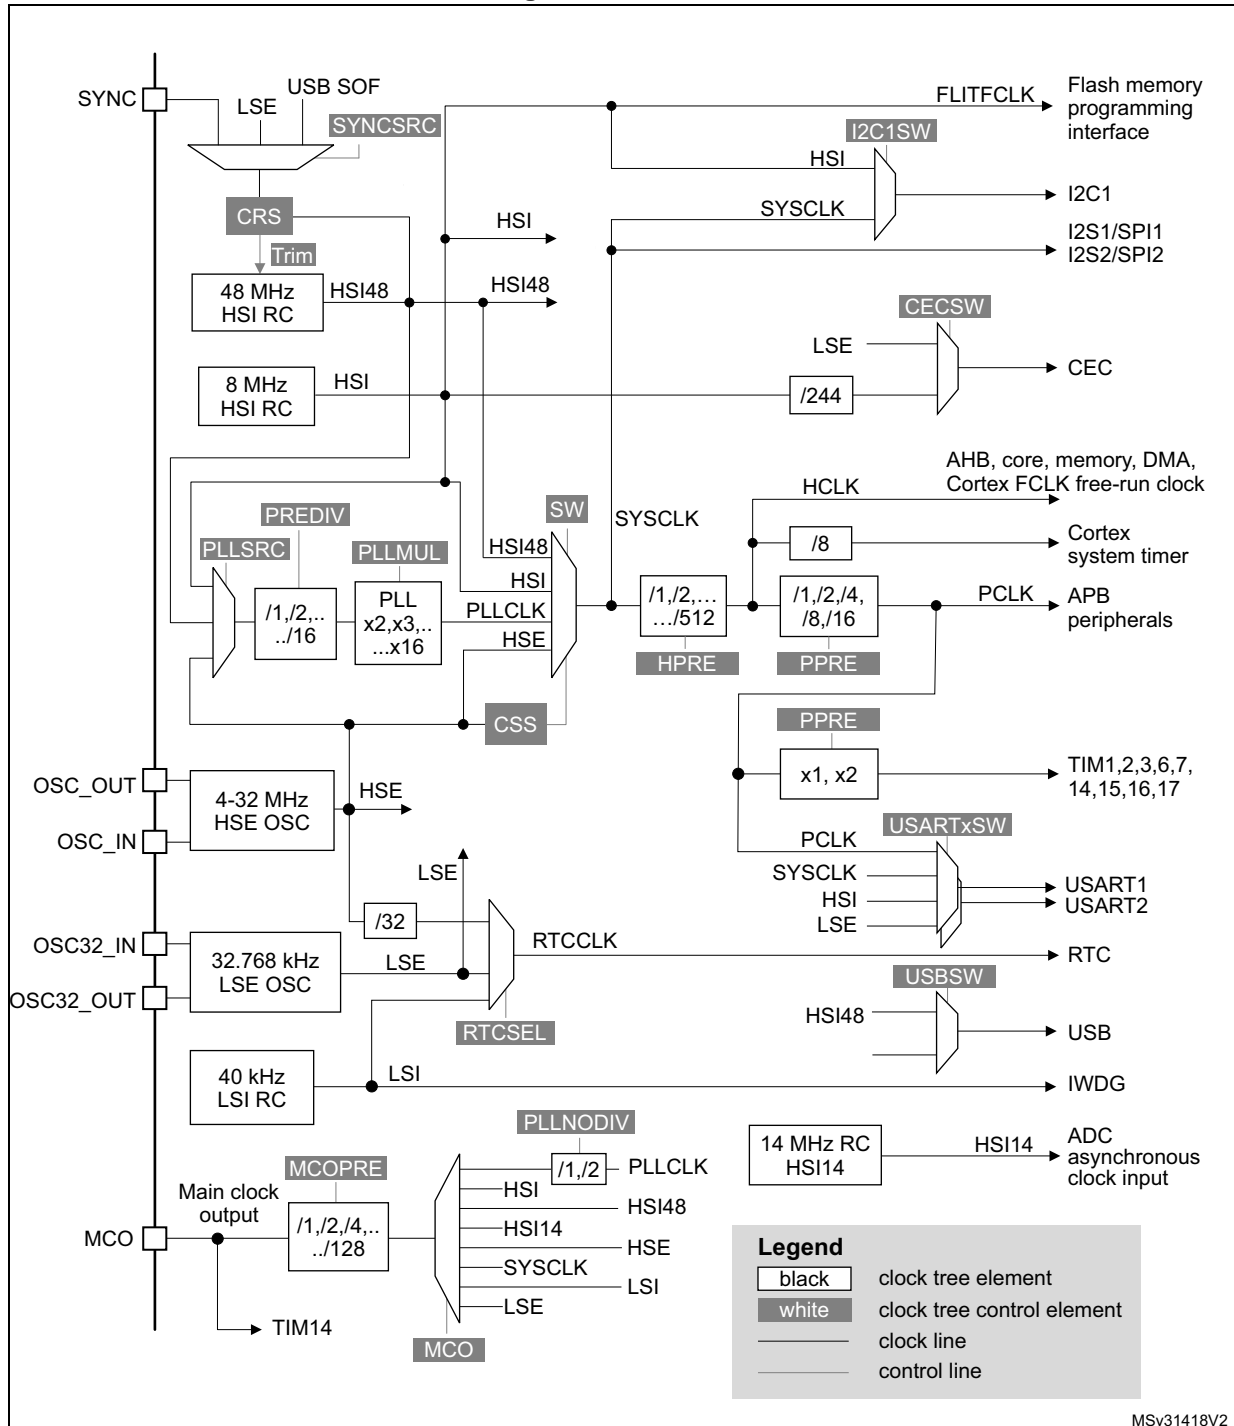 USB SOF
SYNC
LSE
SYNCSRC
CRS
Trim
48 MHz
HSI RC
HSI48
HSI
HSI48
8 MHz
HSI RC
HSI
FLITFCLK
Flash memory
programming
interface
I2C1SW
HSI
SYSCLK
I2C1
I2S1/SPI1
I2S2/SPI2
CECSW
LSE
/244
CEC
AHB, core, memory, DMA,
Cortex FCLK free-run clock
HCLK
/8
Cortex
system timer
PREDIV
PLLSRC
PLLMUL
/1,/2,..
../16
PLL
x2,x3,..
...x16
SW
HSI48
HSI
PLLCLK
HSE
SYSCLK
/1,/2,…
…/512
HPRE
/1,/2,/4,
/8,/16
PPRE
PCLK
APB
peripherals
CSS
PPRE
x1, x2
TIM1,2,3,6,7,
14,15,16,17
OSC_OUT
OSC_IN
4-32 MHz
HSE OSC
HSE
USARTxSW
PCLK
SYSCLK
HSI
LSE
USART1
USART2
LSE
/32
OSC32_IN
OSC32_OUT
32.768 kHz
LSE OSC
LSE
RTCCLK
RTC
RTCSEL
USBSW
HSI48
USB
40 kHz
LSI RC
LSI
IWDG
PLLNODIV
/1,/2
PLLCLK
14 MHz RC
HSI14
HSI14
ADC
asynchronous
clock input
MCOPRE
Main clock
output
MCO
/1,/2,/4,..
../128
HSI
HSI48
HSI14
HSE
SYSCLK
LSI
LSE
TIM14
MCO
Legend
black
clock tree element
white
clock tree control element
clock line
control line
MSv31418V2